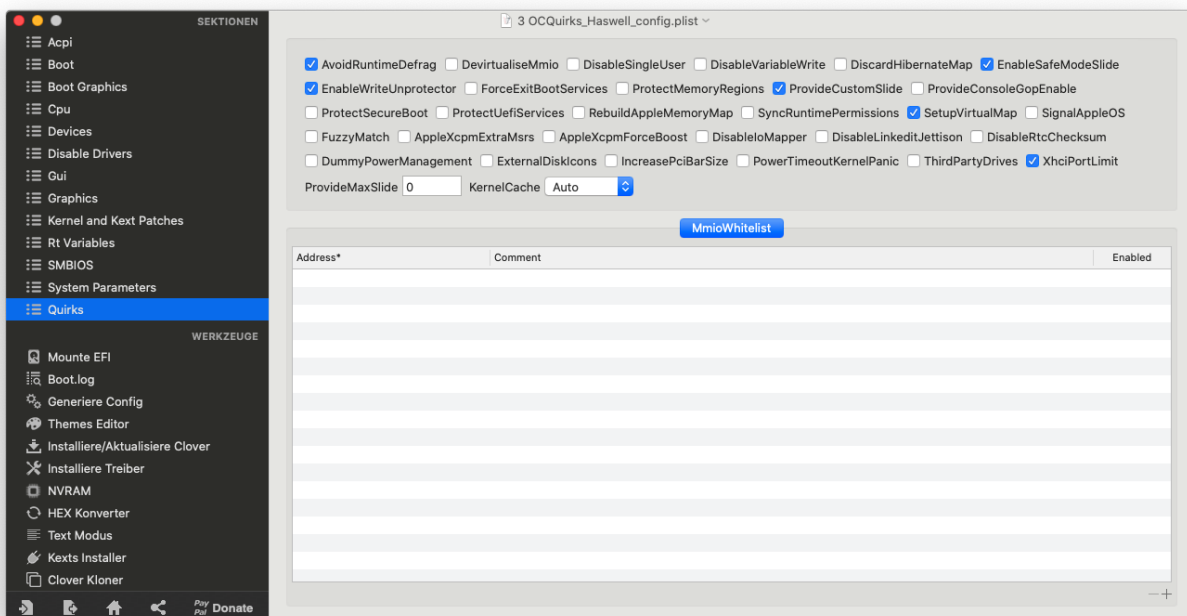 SEKTIONEN
3 OCQuirks_Haswell_config.plist
Acpi
Boot
Boot Graphics
Cpu
Devices
Disable Drivers
Gui
Graphics
Kernel and Kext Patches
Rt Variables
SMBIOS
System Parameters
Quirks
WERKZEUGE
Mounte EFI
Boot.log
Generiere Config
Themes Editor
Installiere/Aktualisiere Clover
Installiere Treiber
NVRAM
HEX Konverter
Text Modus
Kexts Installer
Clover Kloner
Pay
Pal Donate
AvoidRuntimeDefrag DevirtualiseMmio DisableSingleUser DisableVariableWrite DiscardHibernateMap EnableSafeModeSlide
EnableWriteUnprotector ForceExitBootServices ProtectMemoryRegions ProvideCustomSlide ProvideConsoleGopEnable
ProtectSecureBoot ProtectUefiServices RebuildAppleMemoryMap SyncRuntimePermissions SetupVirtualMap SignalAppleOS
FuzzyMatch AppleXcpmExtraMsrs AppleXcpmForceBoost DisableIoMapper DisableLinkeditJettison DisableRtcChecksum
DummyPowerManagement ExternalDiskIcons IncreasePciBarSize PowerTimeoutKernelPanic ThirdPartyDrives XhciPortLimit
ProvideMaxSlide 0 KernelCache Auto
MmioWhitelist
Address* Comment Enabled